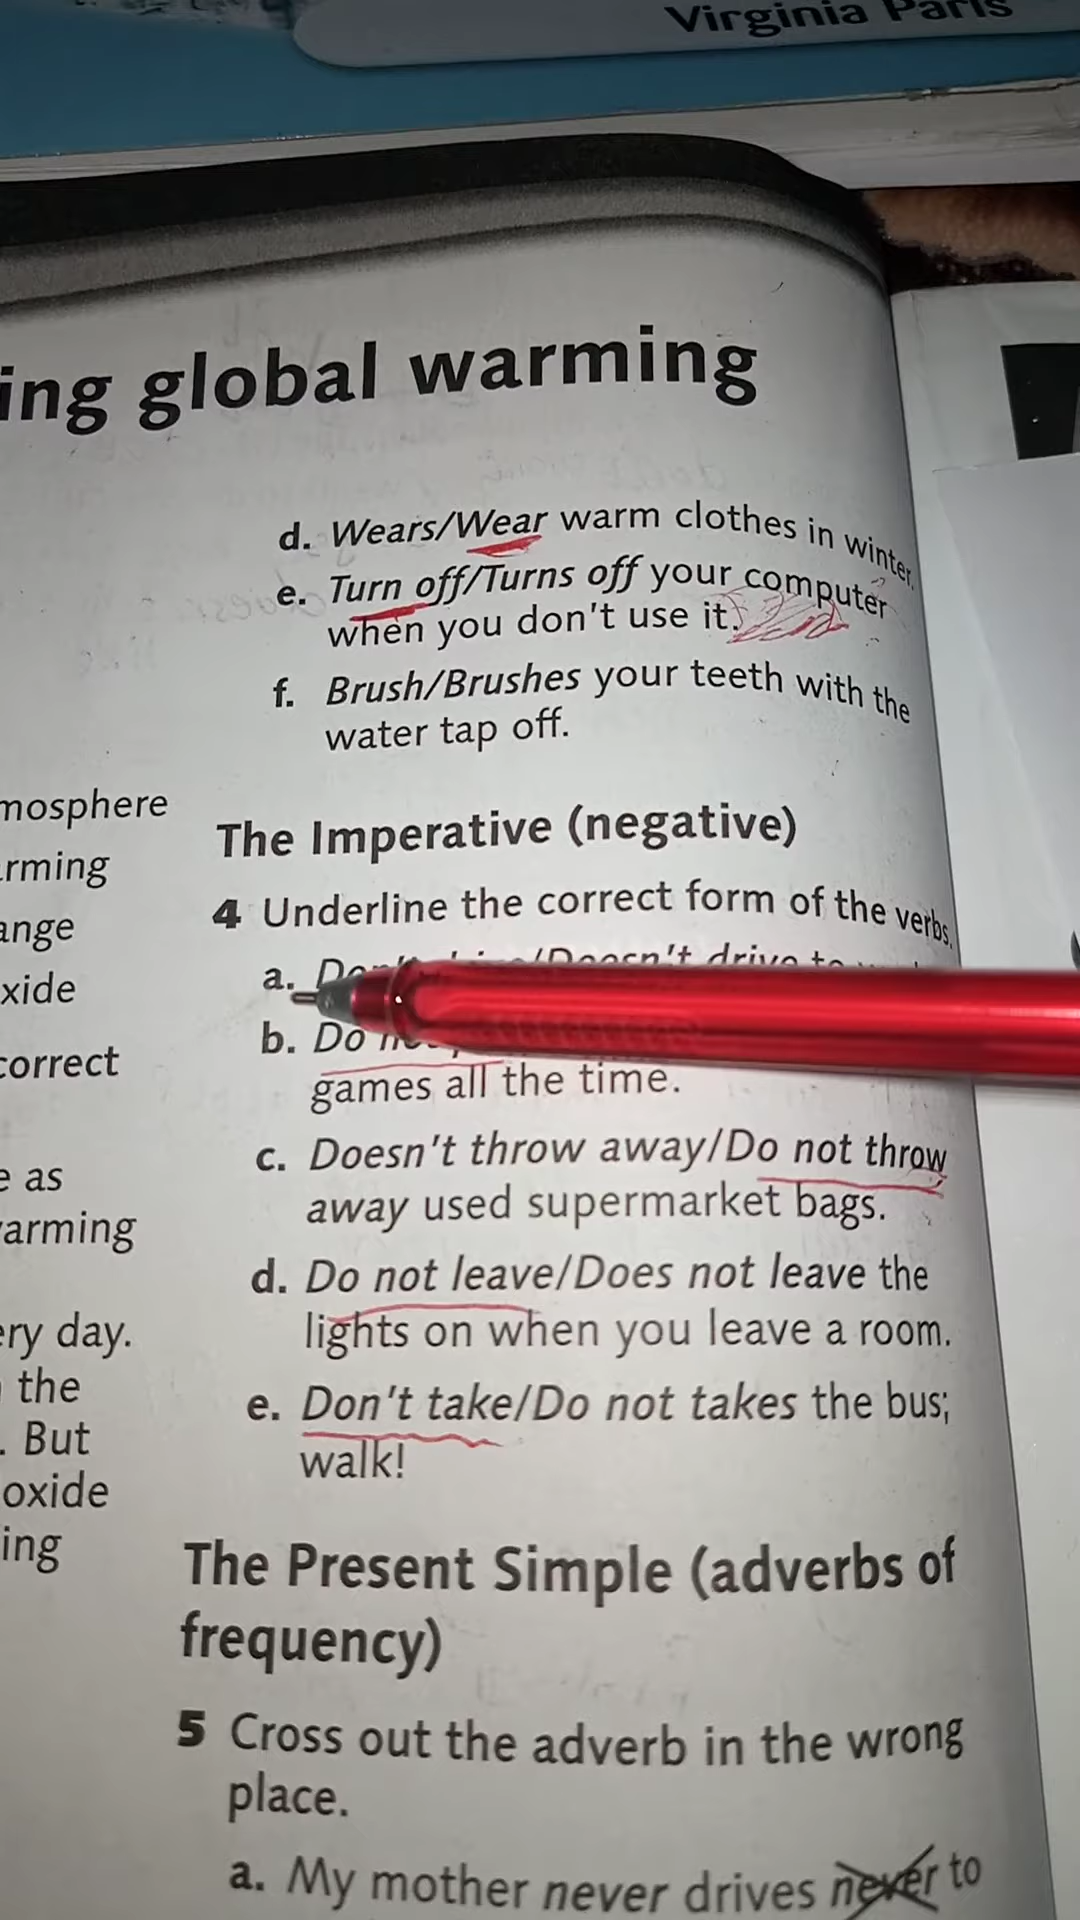 Virginia Paris
ing global warming
d. Wears/Wear warm clothes in winter.
e. Turn off/Turns off your computer
when you don't use it.
f. Brush/Brushes your teeth with the
water tap off.
mosphere
rming
ange
xide
correct
e as
arming
ery day.
the
. But
oxide
ing
The Imperative (negative)
4 Underline the correct form of the verbs.
a. Don't /Doesn't drive to
b. Do
games all the time.
c. Doesn't throw away/Do not throw
away used supermarket bags.
d. Do not leave/Does not leave the
lights on when you leave a room.
e. Don't take/Do not takes the bus;
walk!
The Present Simple (adverbs of
frequency)
5 Cross out the adverb in the wrong
place.
a. My mother never drives never to